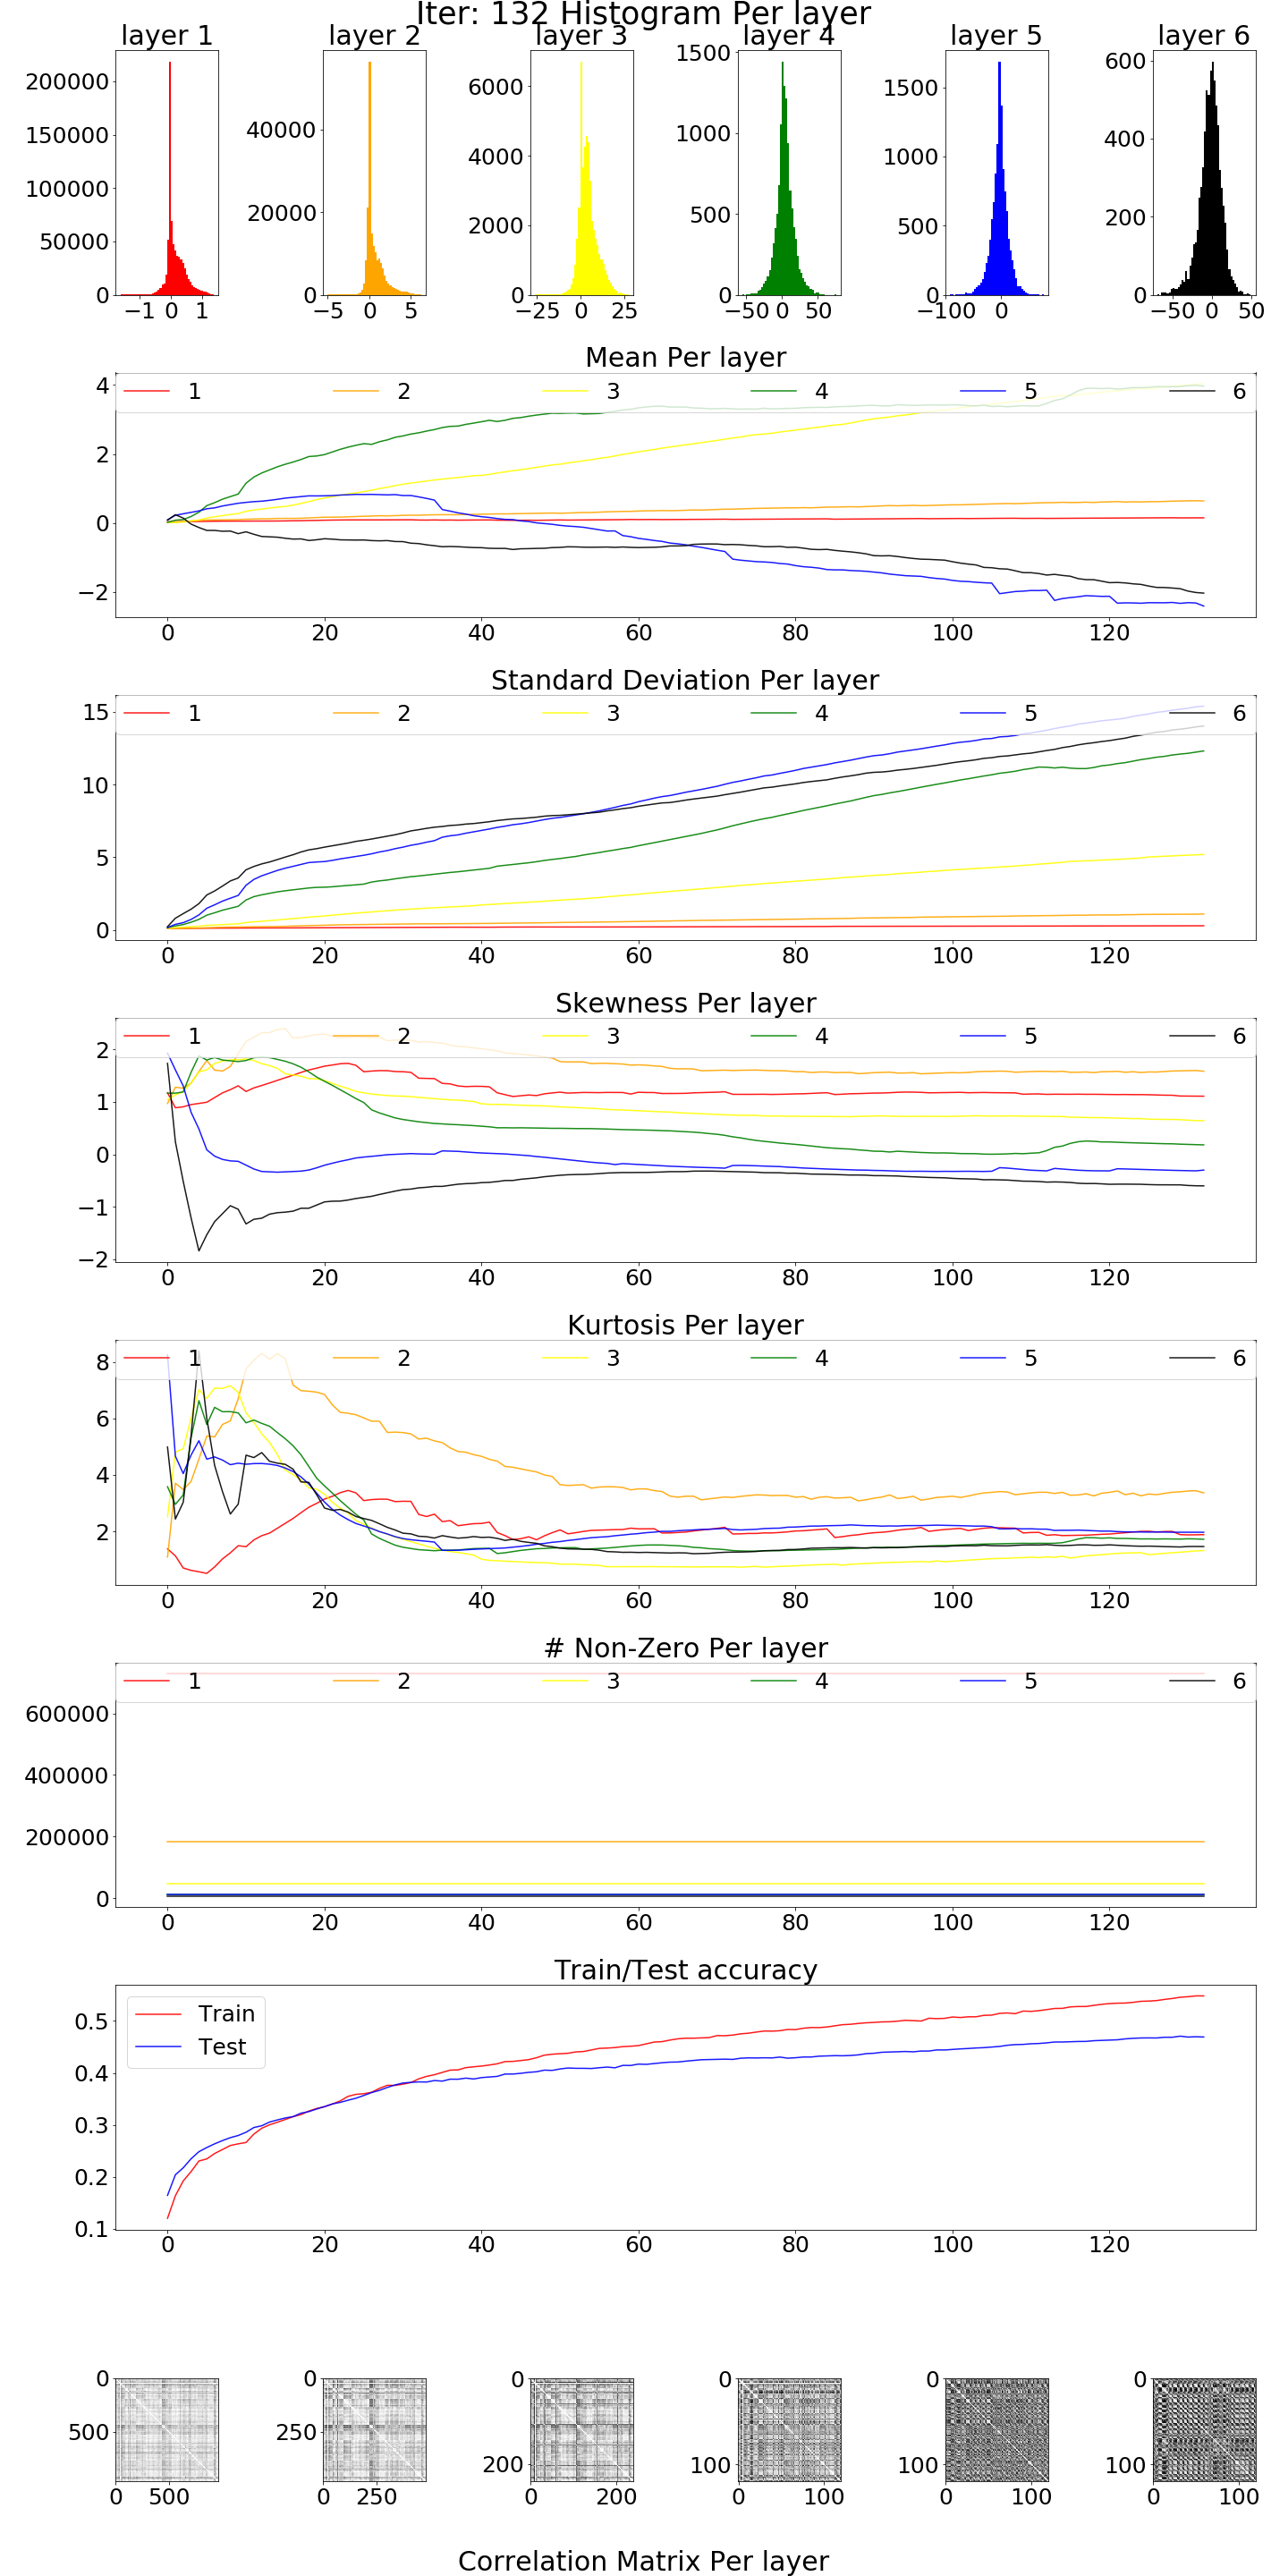 Iter: 132 Histogram Per layer
layer 1 layer 2 layer 3 layer 4 layer 5 layer 6
200000
150000
100000
50000
0
−1 0 1
40000
20000
0
−5 0 5
6000
4000
2000
0
−25 0 25
1500
1000
500
0
−50 0 50
1500
1000
500
0
−100 0
600
400
200
0
−50 0 50
Mean Per layer
1 2 3 4 5 6
4
2
0
−2
0 20 40 60 80 100 120
Standard Deviation Per layer
1 2 3 4 5 6
15
10
5
0
0 20 40 60 80 100 120
Skewness Per layer
1 2 3 4 5 6
2
1
0
−1
−2
0 20 40 60 80 100 120
Kurtosis Per layer
1 2 3 4 5 6
8
6
4
2
0 20 40 60 80 100 120
# Non-Zero Per layer
1 2 3 4 5 6
600000
400000
200000
0
0 20 40 60 80 100 120
Train/Test accuracy
Train
Test
0.5
0.4
0.3
0.2
0.1
0 20 40 60 80 100 120
0
500
0 500
0
250
0 250
0
200
0 200
0
100
0 100
0
100
0 100
0
100
0 100
Correlation Matrix Per layer